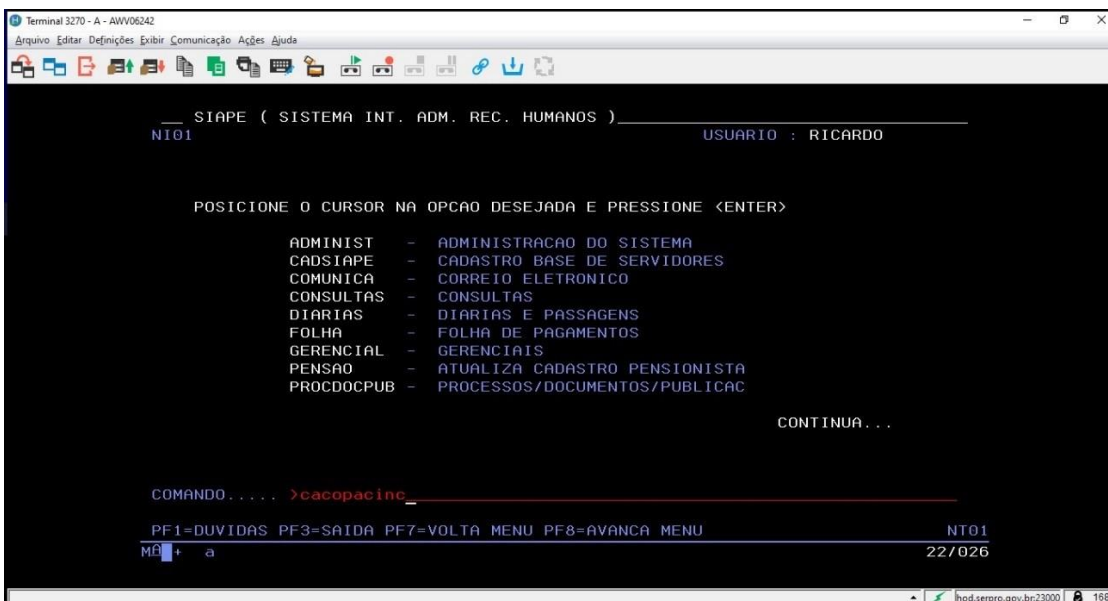 Terminal 3270 - A - AWV06242
Arquivo Editar Definições Exibir Comunicação Ações Ajuda
__ SIAPE ( SISTEMA INT. ADM. REC. HUMANOS )
NI01 USUARIO : RICARDO
POSICIONE O CURSOR NA OPCAO DESEJADA E PRESSIONE <ENTER>
ADMINIST - ADMINISTRACAO DO SISTEMA
CADSIAPE - CADASTRO BASE DE SERVIDORES
COMUNICA - CORREIO ELETRONICO
CONSULTAS - CONSULTAS
DIARIAS - DIARIAS E PASSAGENS
FOLHA - FOLHA DE PAGAMENTOS
GERENCIAL - GERENCIAIS
PENSAO - ATUALIZA CADASTRO PENSIONISTA
PROCDOCPUB - PROCESSOS/DOCUMENTOS/PUBLICAC
CONTINUA...
COMANDO..... >cacopacinc_
PF1=DUVIDAS PF3=SAIDA PF7=VOLTA MENU PF8=AVANCA MENU NT01
MA + a 22/026
hod.serpro.gov.br:23000 168